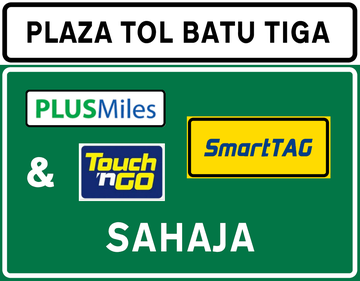 PLAZA TOL BATU TIGA
PLUSMiles
SmartTAG
& Touch
'n GO
SAHAJA